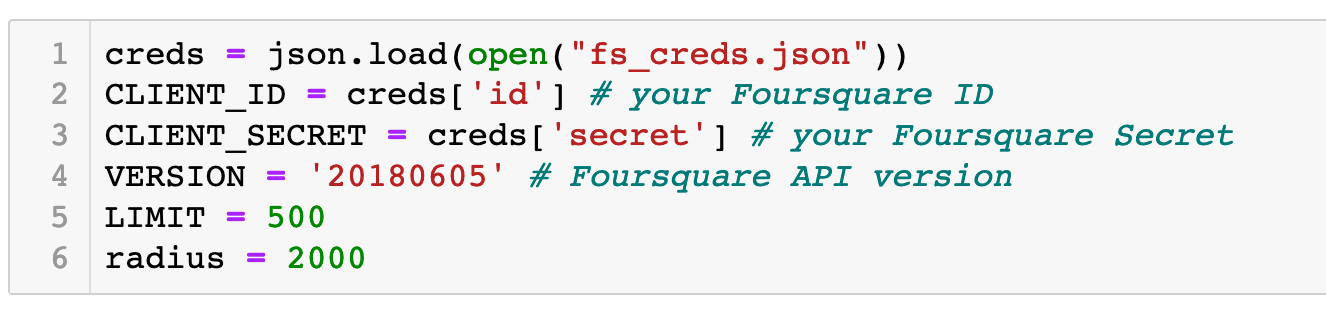 1 creds = json.load(open("fs_creds.json"))
2 CLIENT_ID = creds['id'] # your Foursquare ID
3 CLIENT_SECRET = creds['secret'] # your Foursquare Secret
4 VERSION = '20180605' # Foursquare API version
5 LIMIT = 500
6 radius = 2000